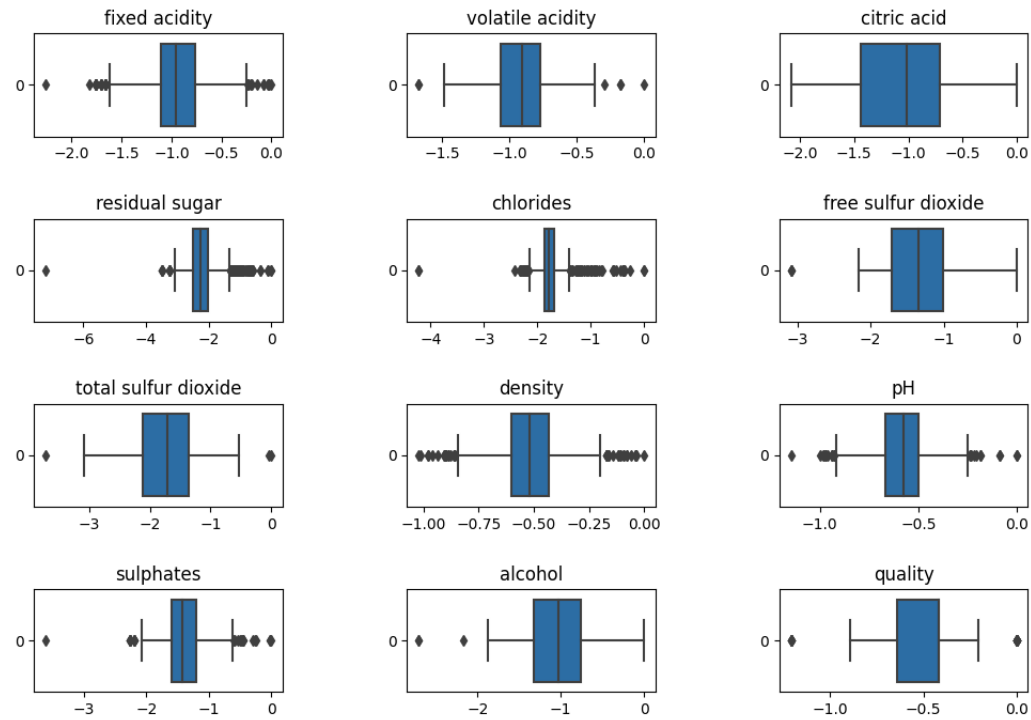 fixed acidity volatile acidity citric acid
0 0 0
−2.0 −1.5 −1.0 −0.5 0.0 −1.5 −1.0 −0.5 0.0 −2.0 −1.5 −1.0 −0.5 0.0
residual sugar chlorides free sulfur dioxide
0 0 0
−6 −4 −2 0 −4 −3 −2 −1 0 −3 −2 −1 0
total sulfur dioxide density pH
0 0 0
−3 −2 −1 0 −1.00 −0.75 −0.50 −0.25 0.00 −1.0 −0.5 0.0
sulphates alcohol quality
0 0 0
−3 −2 −1 0 −2 −1 0 −1.0 −0.5 0.0